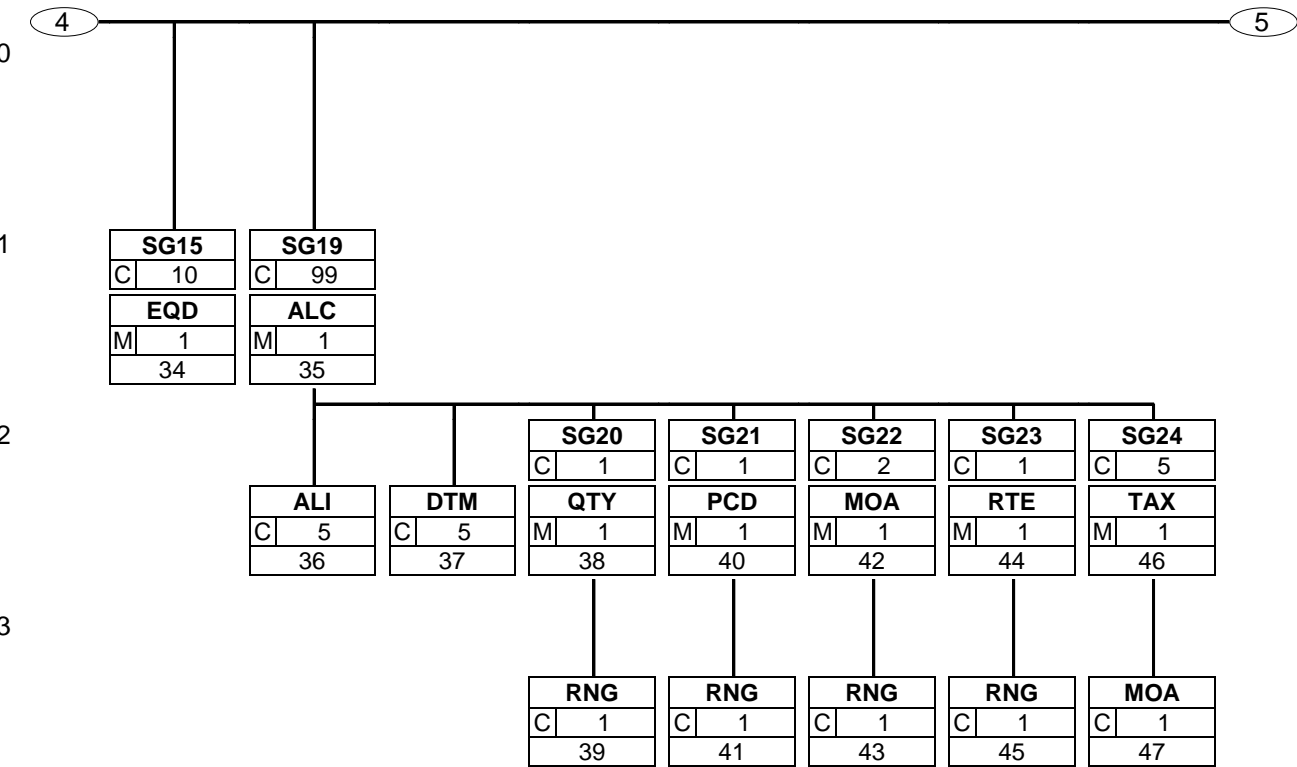 4 5
0
1 SG15 SG19
C 10 C 99
EQD ALC
M 1 M 1
34 35
2 SG20 SG21 SG22 SG23 SG24
C 1 C 1 C 2 C 1 C 5
ALI DTM QTY PCD MOA RTE TAX
C 5 C 5 M 1 M 1 M 1 M 1 M 1
36 37 38 40 42 44 46
3
RNG RNG RNG RNG MOA
C 1 C 1 C 1 C 1 C 1
39 41 43 45 47